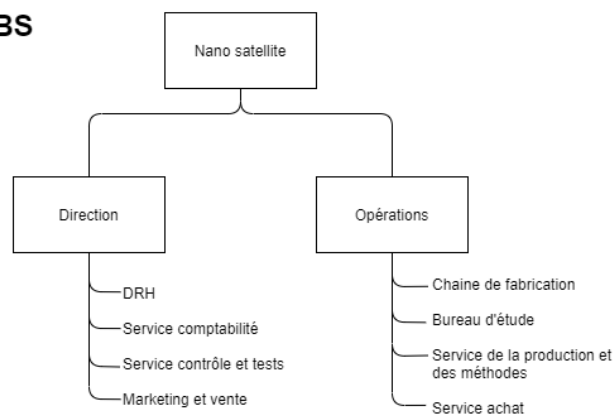 BS
Nano satellite
Direction
Opérations
DRH
Service comptabilité
Service contrôle et tests
Marketing et vente
Chaine de fabrication
Bureau d'étude
Service de la production et
des méthodes
Service achat